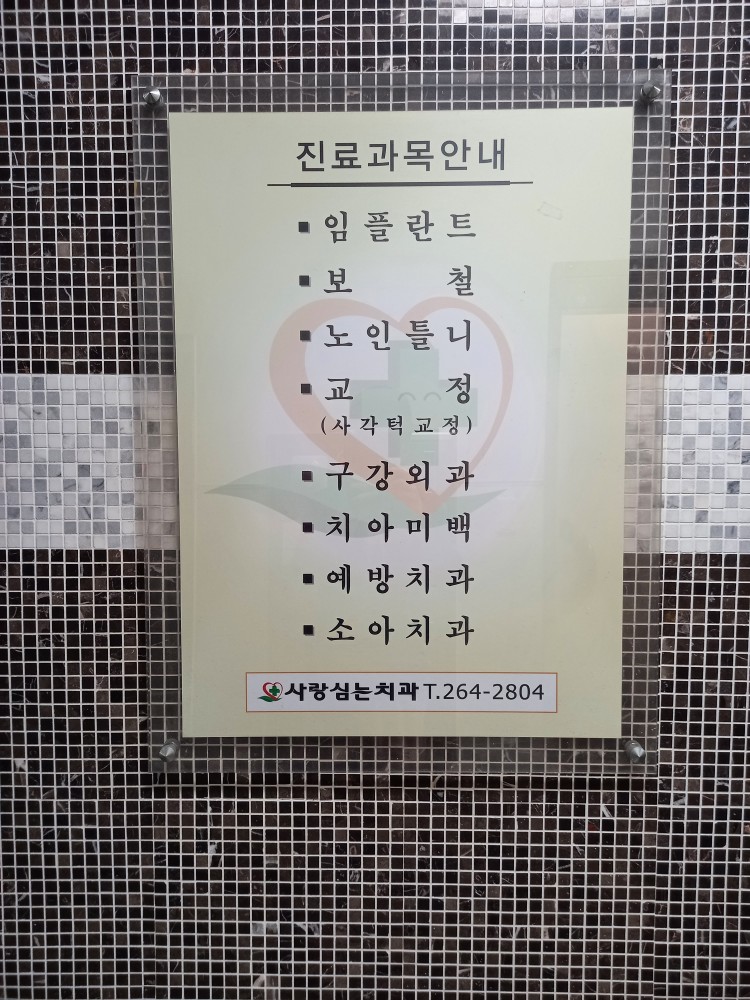 진료과목안내
▪ 임플란트
▪ 보 철
▪ 노인틀니
▪ 교 정
(사각턱교정)
▪ 구강외과
▪ 치아미백
▪ 예방치과
▪ 소아치과
사랑심는치과 T.264-2804